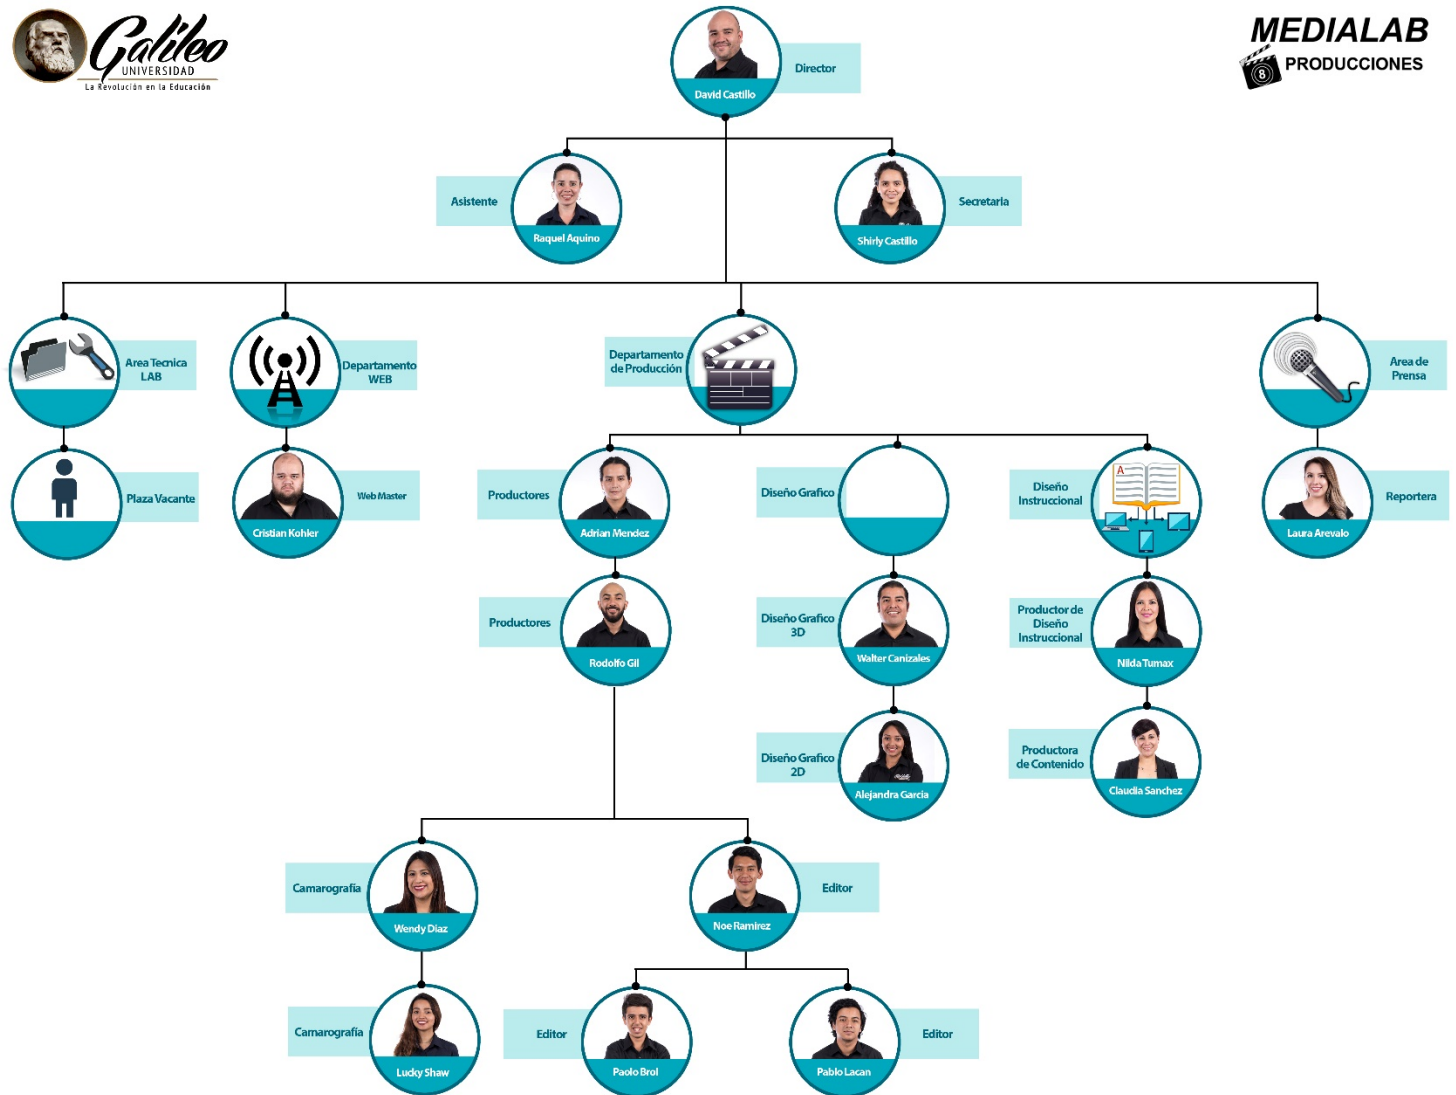 Galileo
UNIVERSIDAD
La Revolución en la Educación
MEDIALAB
PRODUCCIONES
8
Director
David Castillo
Asistente
Raquel Aquino
Secretaria
Shirly Castillo
Area Tecnica
LAB
Departamento
WEB
Departamento
de Producción
Area de
Prensa
Plaza Vacante
Web Master
Cristian Kohler
Productores
Adrian Mendez
Diseño Grafico
Diseño
Instruccional
A
Reportera
Laura Arevalo
Productores
Rodolfo Gil
Diseño Grafico
3D
Walter Canizales
Productor de
Diseño
Instruccional
Nilda Tumax
Diseño Grafico
2D
Alejandra Garcia
Productora
de Contenido
Claudia Sanchez
Camarografía
Wendy Diaz
Editor
Noe Ramirez
Camarografía
Lucky Shaw
Editor
Paolo Brol
Editor
Pablo Lacan